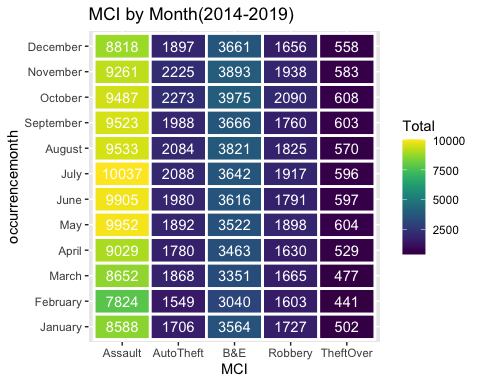 MCI by Month(2014-2019)
occurrencemonth
December 8818 1897 3661 1656 558
November 9261 2225 3893 1938 583
October 9487 2273 3975 2090 608
September 9523 1988 3666 1760 603
August 9533 2084 3821 1825 570
July 10037 2088 3642 1917 596
June 9905 1980 3616 1791 597
May 9952 1892 3522 1898 604
April 9029 1780 3463 1630 529
March 8652 1868 3351 1665 477
February 7824 1549 3040 1603 441
January 8588 1706 3564 1727 502
Assault AutoTheft B&E Robbery TheftOver
MCI
Total
10000
7500
5000
2500